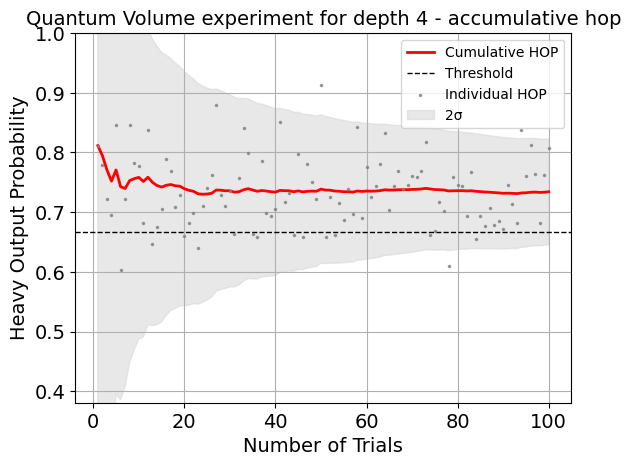 Quantum Volume experiment for depth 4 - accumulative hop
1.0
0.9
0.8
0.7
0.6
0.5
0.4
Heavy Output Probability
Cumulative HOP
Threshold
Individual HOP
2σ
0 20 40 60 80 100
Number of Trials